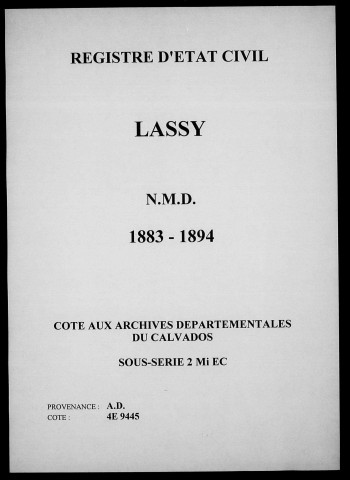 REGISTRE D'ETAT CIVIL
LASSY
N.M.D.
1883 - 1894
COTE AUX ARCHIVES DEPARTEMENTALES
DU CALVADOS
SOUS-SERIE 2 Mi EC
PROVENANCE : A.D.
COTE : 4E 9445